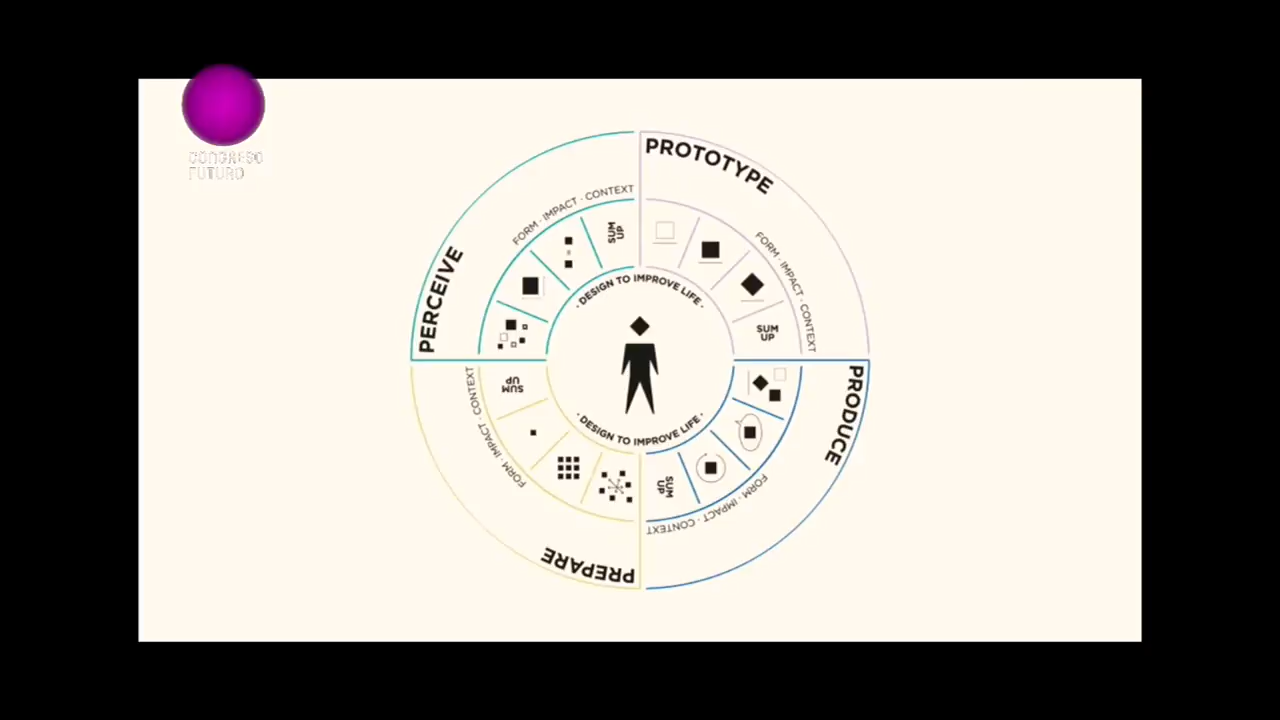 CONGRESO
FUTURO
PROTOTYPE
FORM · IMPACT · CONTEXT
SUM
UP
PRODUCE
FORM · IMPACT · CONTEXT
SUM
UP
PREPARE
FORM · IMPACT · CONTEXT
SUM
UP
PERCEIVE
FORM · IMPACT · CONTEXT
SUM
UP
· DESIGN TO IMPROVE LIFE ·
· DESIGN TO IMPROVE LIFE ·